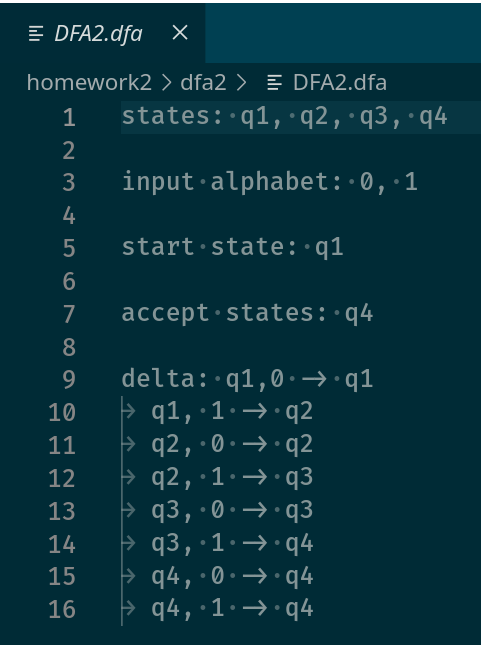 DFA2.dfa
homework2 > dfa2 > DFA2.dfa
1 states: q1, q2, q3, q4
2
3 input alphabet: 0, 1
4
5 start state: q1
6
7 accept states: q4
8
9 delta: q1,0 -> q1
10 q1, 1 -> q2
11 q2, 0 -> q2
12 q2, 1 -> q3
13 q3, 0 -> q3
14 q3, 1 -> q4
15 q4, 0 -> q4
16 q4, 1 -> q4